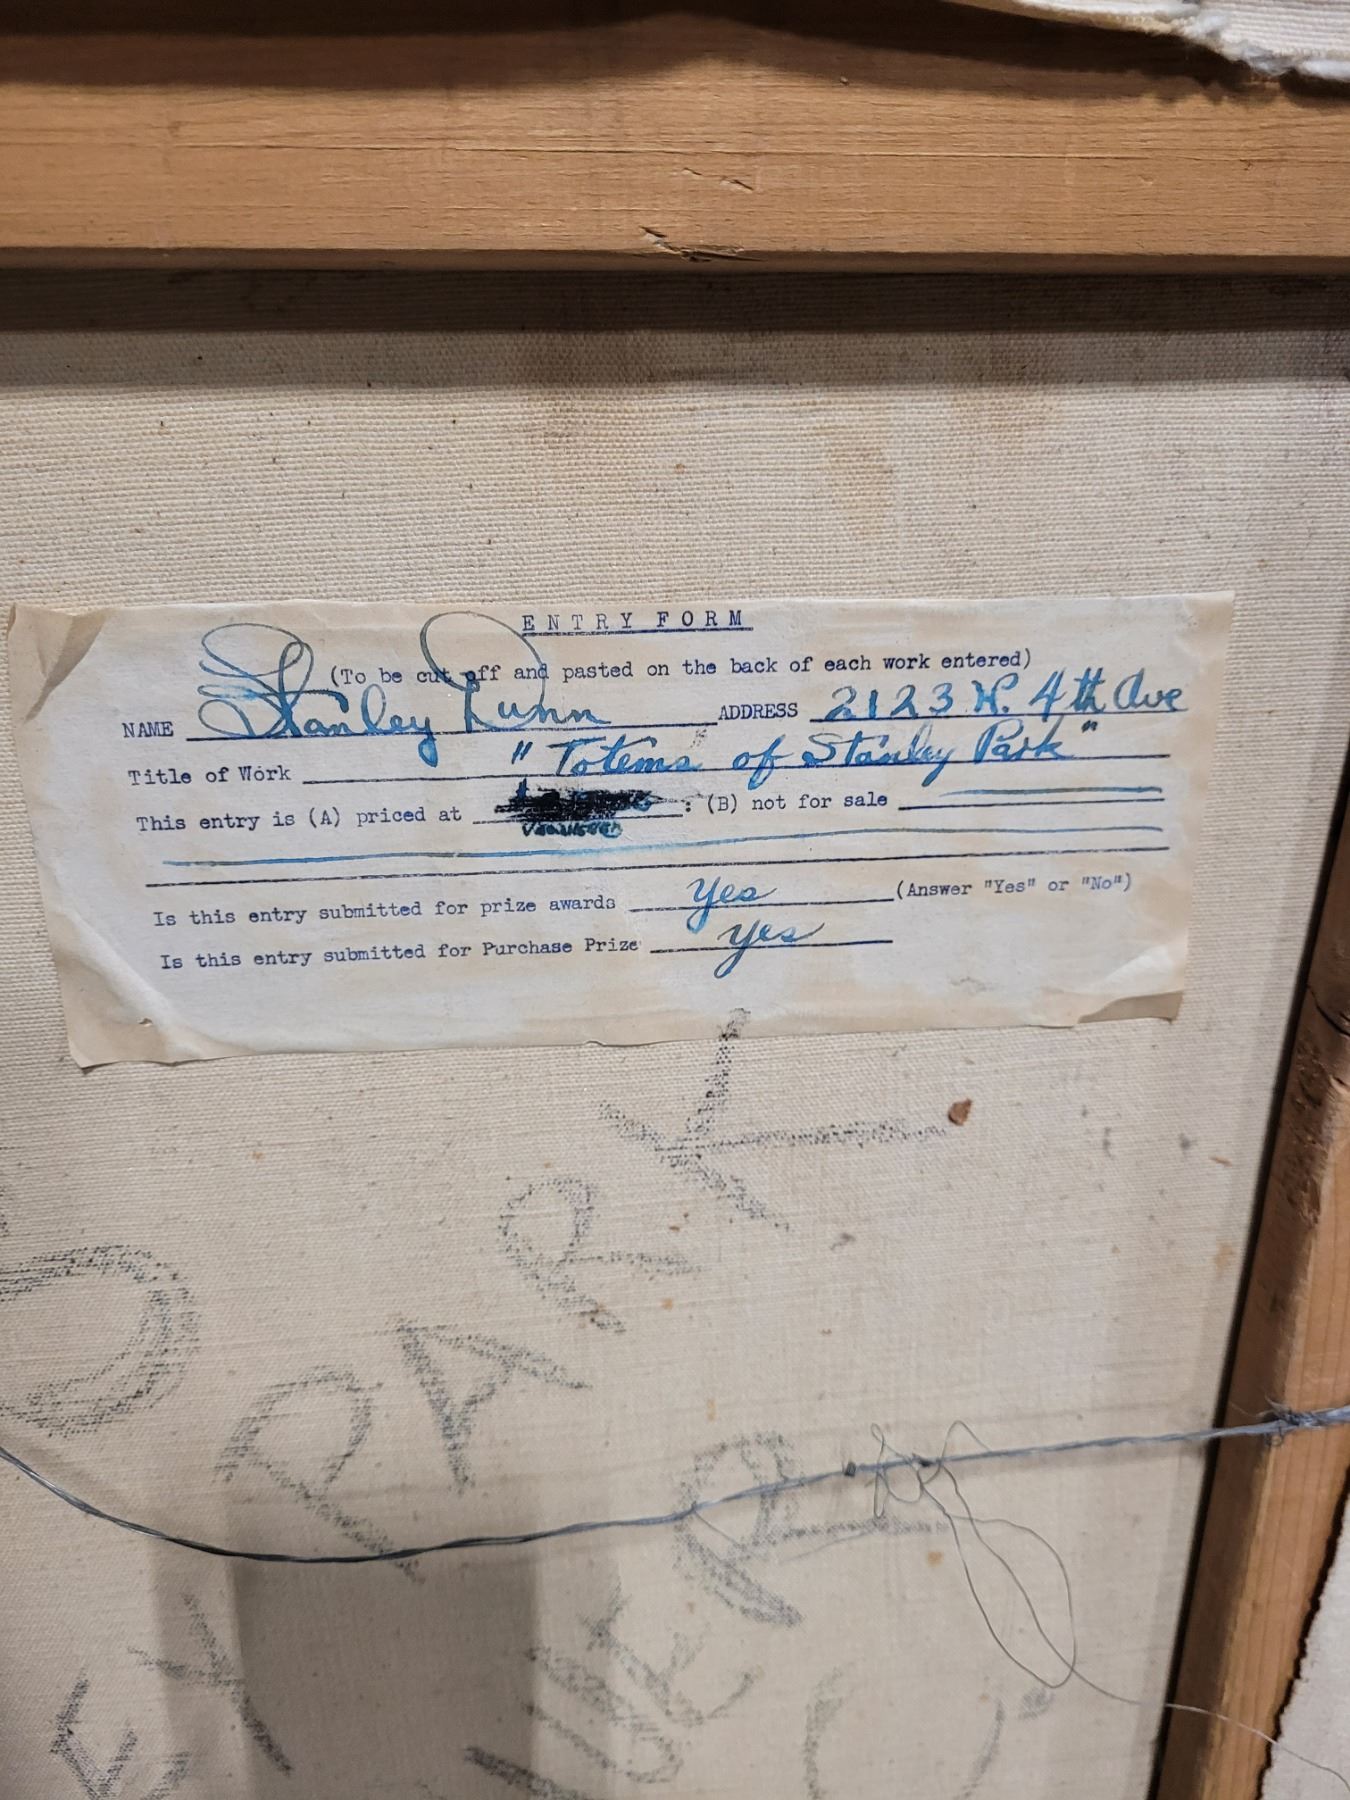 ENTRY FORM
(To be cut off and pasted on the back of each work entered)
NAME Stanley Dunn ADDRESS 2123 W. 4th Ave
Title of Work "Totems of Stanley Park"
This entry is (A) priced at : (B) not for sale
Is this entry submitted for prize awards Yes (Answer "Yes" or "No")
Is this entry submitted for Purchase Prize Yes
PARK